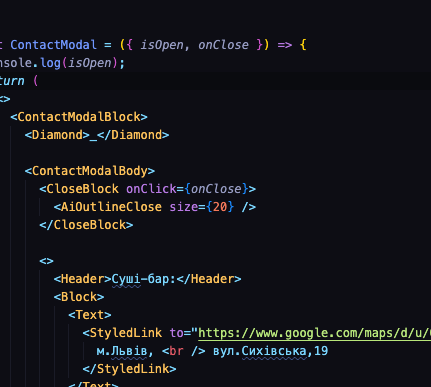 t ContactModal = ({ isOpen, onClose }) => {
nsole.log(isOpen);
turn (
<>
<ContactModalBlock>
<Diamond>_</Diamond>
<ContactModalBody>
<CloseBlock onClick={onClose}>
<AiOutlineClose size={20} />
</CloseBlock>
<>
<Header>Суші-бар:</Header>
<Block>
<Text>
<StyledLink to="https://www.google.com/maps/d/u/
м.Львів, <br /> вул.Сихівська,19
</StyledLink>
</Text>